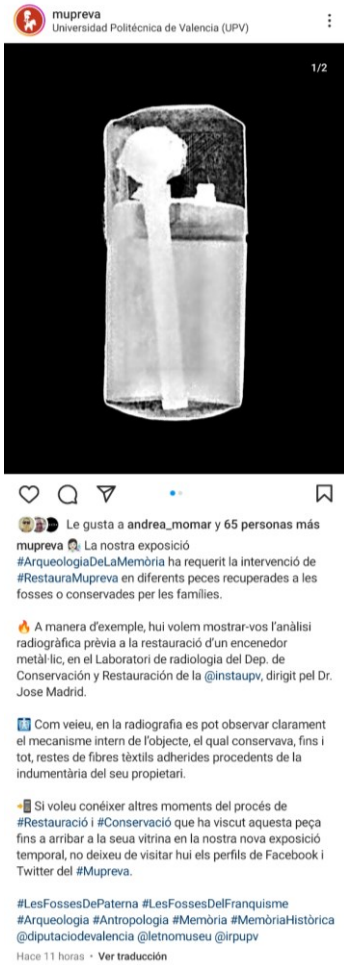 mupreva
Universidad Politécnica de Valencia (UPV)
1/2
Le gusta a andrea_momar y 65 personas más
mupreva 👩🏻‍🔬 La nostra exposició
#ArqueologiaDeLaMemòria ha requerit la intervenció de
#RestauraMupreva en diferents peces recuperades a les
fosses o conservades per les famílies.
🔥 A manera d'exemple, hui volem mostrar-vos l'anàlisi
radiogràfica prèvia a la restauració d'un encenedor
metàl·lic, en el Laboratori de radiologia del Dep. de
Conservación y Restauración de la @instaupv, dirigit pel Dr.
Jose Madrid.
🩻 Com veieu, en la radiografia es pot observar clarament
el mecanisme intern de l'objecte, el qual conservava, fins i
tot, restes de fibres tèxtils adherides procedents de la
indumentària del seu propietari.
📲 Si voleu conéixer altres moments del procés de
#Restauració i #Conservació que ha viscut aquesta peça
fins a arribar a la seua vitrina en la nostra nova exposició
temporal, no deixeu de visitar hui els perfils de Facebook i
Twitter del #Mupreva.
#LesFossesDePaterna #LesFossesDelFranquisme
#Arqueologia #Antropologia #Memòria #MemòriaHistòrica
@diputaciodevalencia @letnomuseu @irpupv
Hace 11 horas • Ver traducción